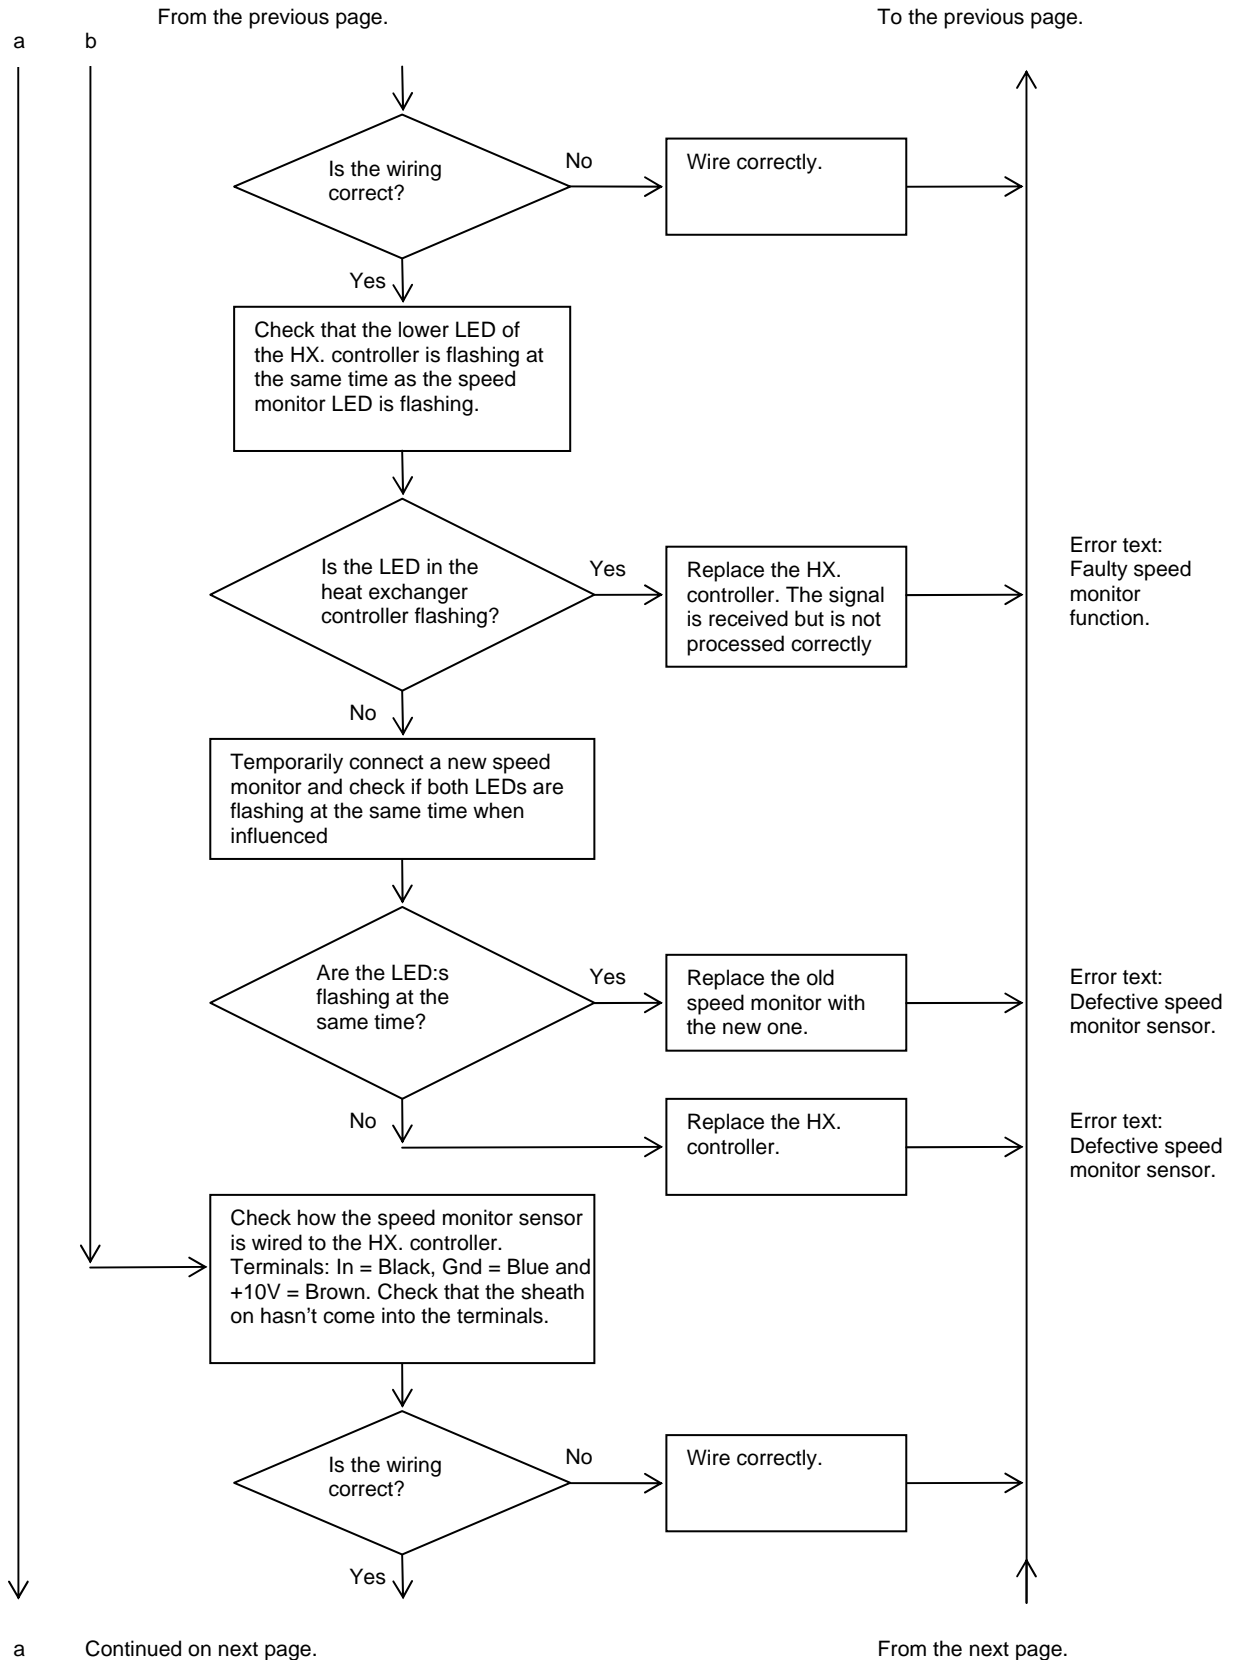 From the previous page.
To the previous page.
a
b
Is the wiring
correct?
No
Wire correctly.
Yes
Check that the lower LED of
the HX. controller is flashing at
the same time as the speed
monitor LED is flashing.
Is the LED in the
heat exchanger
controller flashing?
Yes
Replace the HX.
controller. The signal
is received but is not
processed correctly
Error text:
Faulty speed
monitor
function.
No
Temporarily connect a new speed
monitor and check if both LEDs are
flashing at the same time when
influenced
Are the LED:s
flashing at the
same time?
Yes
Replace the old
speed monitor with
the new one.
Error text:
Defective speed
monitor sensor.
No
Replace the HX.
controller.
Error text:
Defective speed
monitor sensor.
Check how the speed monitor sensor
is wired to the HX. controller.
Terminals: In = Black, Gnd = Blue and
+10V = Brown. Check that the sheath
on hasn’t come into the terminals.
Is the wiring
correct?
No
Wire correctly.
Yes
a
Continued on next page.
From the next page.